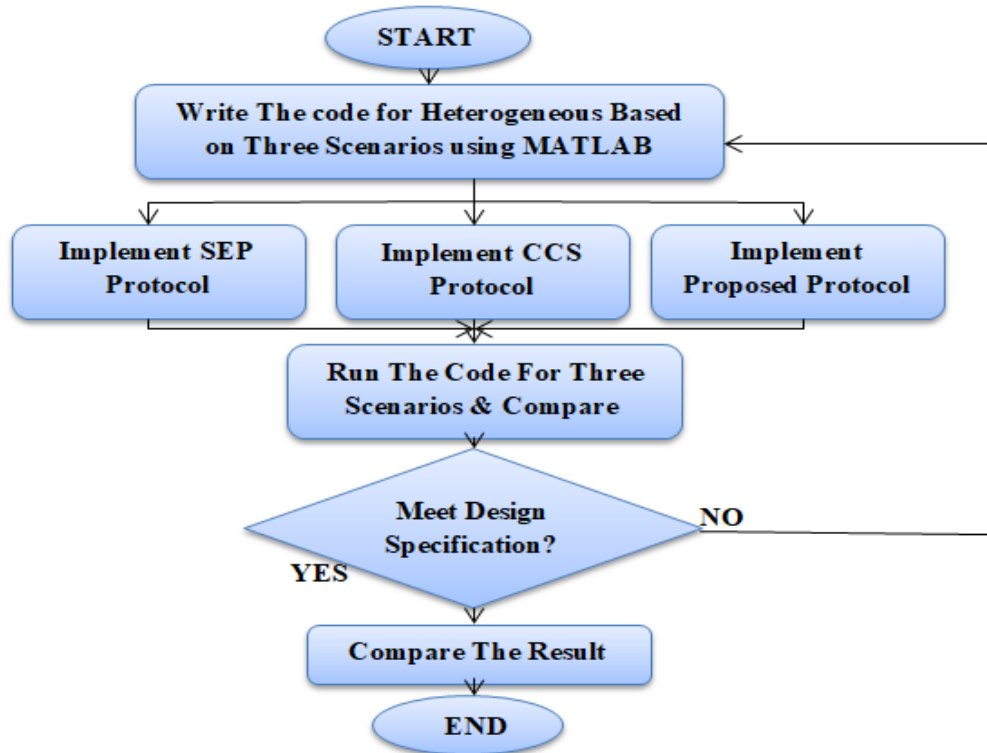 START
Write The code for Heterogeneous Based
on Three Scenarios using MATLAB
Implement SEP
Protocol
Implement CCS
Protocol
Implement
Proposed Protocol
Run The Code For Three
Scenarios & Compare
Meet Design
Specification?
NO
YES
Compare The Result
END